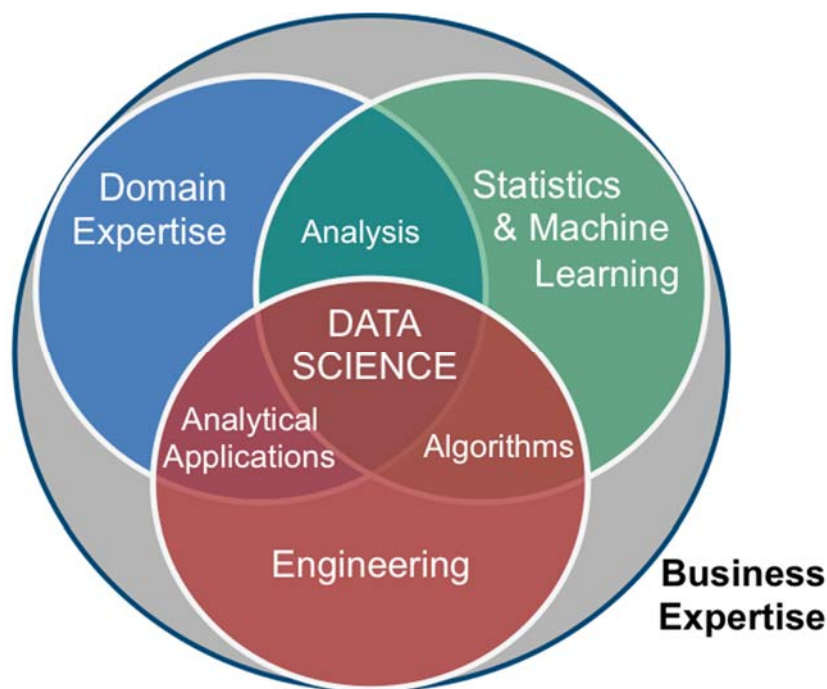 Domain
Expertise
Analysis
Statistics
& Machine
Learning
DATA
SCIENCE
Analytical
Applications
Algorithms
Engineering
Business
Expertise